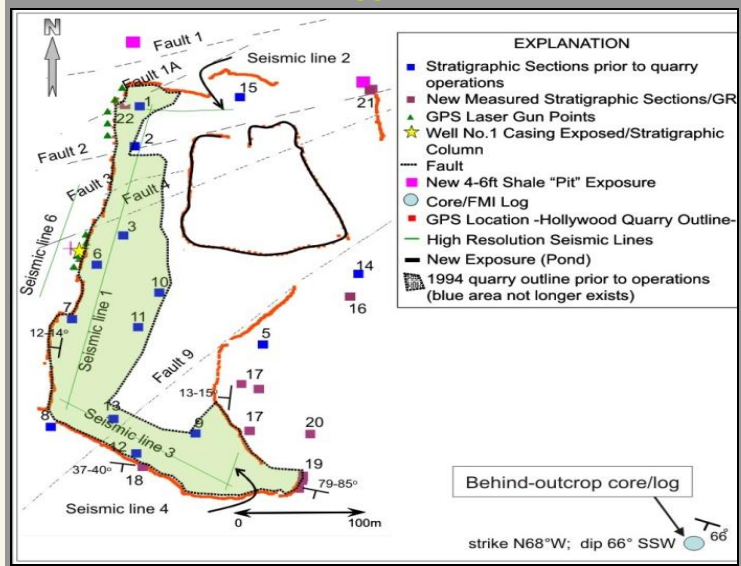 N
Fault 1
Seismic line 2
Fault 1A
15
1
22
21
2
Fault 2
Fault 3
Fault 4
3
Seismic line 6
6
14
10
16
7
11
12-14°
Seismic line 1
5
Fault 9
17
13-15°
13
17
8
9
20
Seismic line 3
12
37-40°
18
19
79-85°
Seismic line 4
0
100m
EXPLANATION
Stratigraphic Sections prior to quarry
operations
New Measured Stratigraphic Sections/GR
GPS Laser Gun Points
Well No.1 Casing Exposed/Stratigraphic
Column
Fault
New 4-6ft Shale “Pit” Exposure
Core/FMI Log
GPS Location -Hollywood Quarry Outline-
High Resolution Seismic Lines
New Exposure (Pond)
1994 quarry outline prior to operations
(blue area not longer exists)
Behind-outcrop core/log
66°
strike N68°W; dip 66° SSW